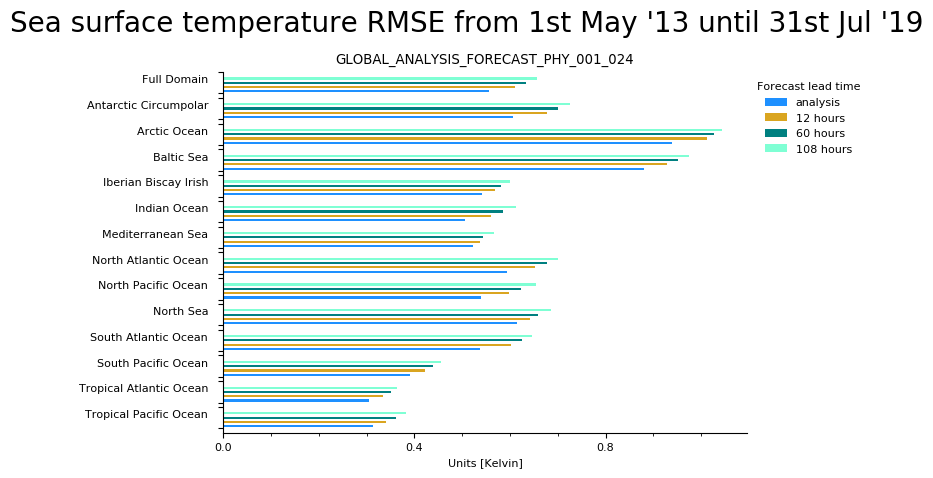 Sea surface temperature RMSE from 1st May '13 until 31st Jul '19
GLOBAL_ANALYSIS_FORECAST_PHY_001_024
Full Domain
Antarctic Circumpolar
Arctic Ocean
Baltic Sea
Iberian Biscay Irish
Indian Ocean
Mediterranean Sea
North Atlantic Ocean
North Pacific Ocean
North Sea
South Atlantic Ocean
South Pacific Ocean
Tropical Atlantic Ocean
Tropical Pacific Ocean
0.0 0.4 0.8
Units [Kelvin]
Forecast lead time
analysis
12 hours
60 hours
108 hours